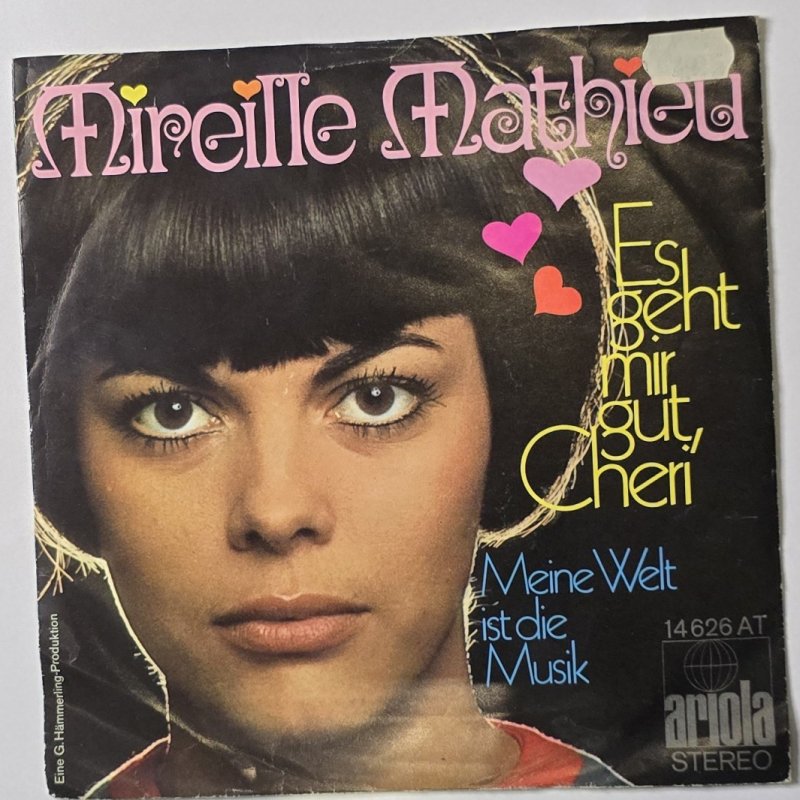 Mireille Mathieu
Es
geht
mir
gut,
Cheri
Meine Welt
ist die
Musik
14 626 AT
ariola
STEREO
Eine G. Hämmerling-Produktion